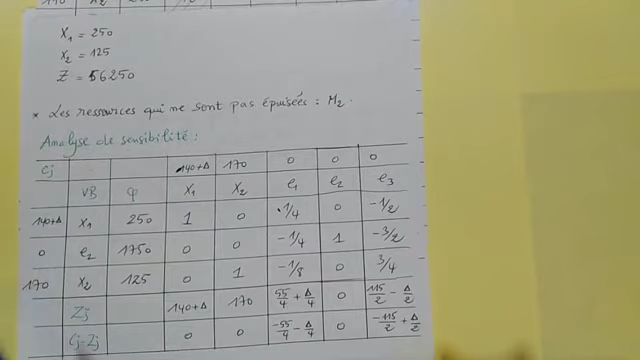 X₁ = 250
X₂ = 125
Z = 56250
* Les ressources qui ne sont pas épuisées : M₂.
Analyse de sensibilité :
Cj 140+Δ 170 0 0 0
VB φ X₁ X₂ e₁ e₂ e₃
140+Δ X₁ 250 1 0 1/4 0 -1/2
0 e₂ 1750 0 0 -1/4 1 -3/2
170 X₂ 125 0 1 -1/8 0 3/4
Zj 140+Δ 170 55/4 + Δ/4 0 115/2 - Δ/2
Cj-Zj 0 0 -55/4 - Δ/4 0 -115/2 + Δ/2